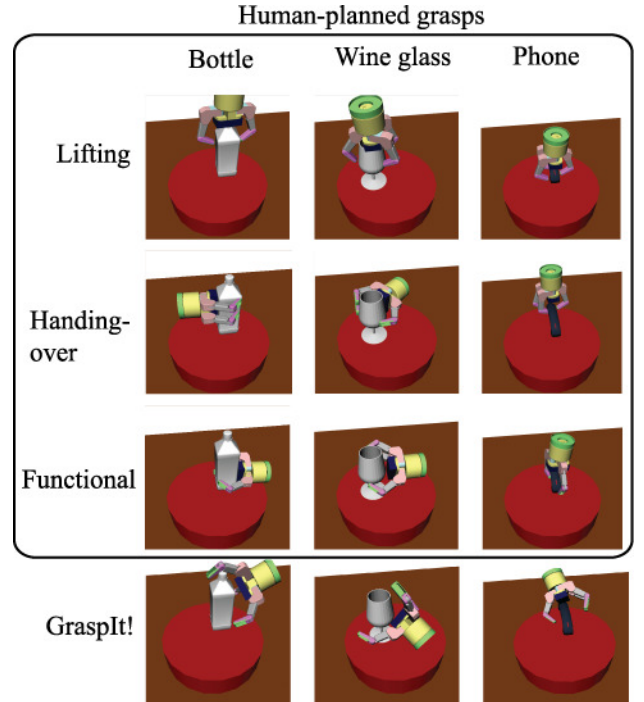 Human-planned grasps
Bottle Wine glass Phone
Lifting
Handing-
over
Functional
GraspIt!